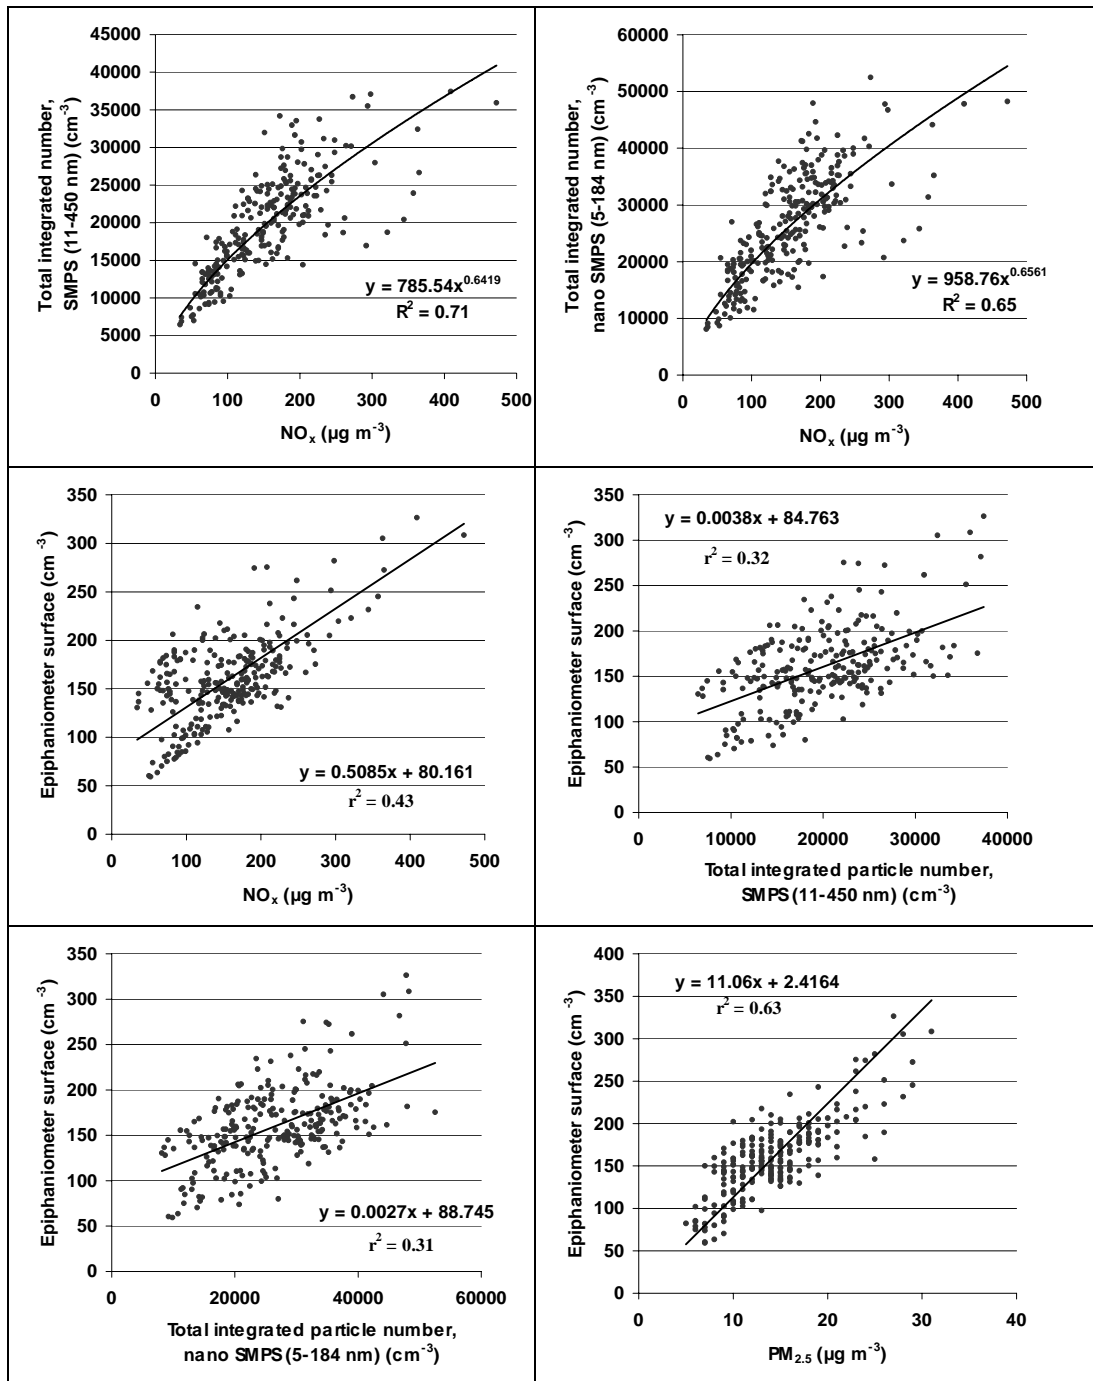 Total integrated number,
SMPS (11-450 nm) (cm⁻³)
45000
40000
35000
30000
25000
20000
15000
10000
5000
0
y = 785.54x^0.6419
R² = 0.71
0 100 200 300 400 500
NOₓ (µg m⁻³)
Total integrated number,
nano SMPS (5-184 nm) (cm⁻³)
60000
50000
40000
30000
20000
10000
0
y = 958.76x^0.6561
R² = 0.65
0 100 200 300 400 500
NOₓ (µg m⁻³)
Epiphaniometer surface (cm⁻³)
350
300
250
200
150
100
50
0
y = 0.5085x + 80.161
r² = 0.43
0 100 200 300 400 500
NOₓ (µg m⁻³)
Epiphaniometer surface (cm⁻³)
350
300
250
200
150
100
50
0
y = 0.0038x + 84.763
r² = 0.32
0 10000 20000 30000 40000
Total integrated particle number,
SMPS (11-450 nm) (cm⁻³)
Epiphaniometer surface (cm⁻³)
350
300
250
200
150
100
50
0
y = 0.0027x + 88.745
r² = 0.31
0 20000 40000 60000
Total integrated particle number,
nano SMPS (5-184 nm) (cm⁻³)
Epiphaniometer surface (cm⁻³)
400
350
300
250
200
150
100
50
0
y = 11.06x + 2.4164
r² = 0.63
0 10 20 30 40
PM₂.₅ (µg m⁻³)